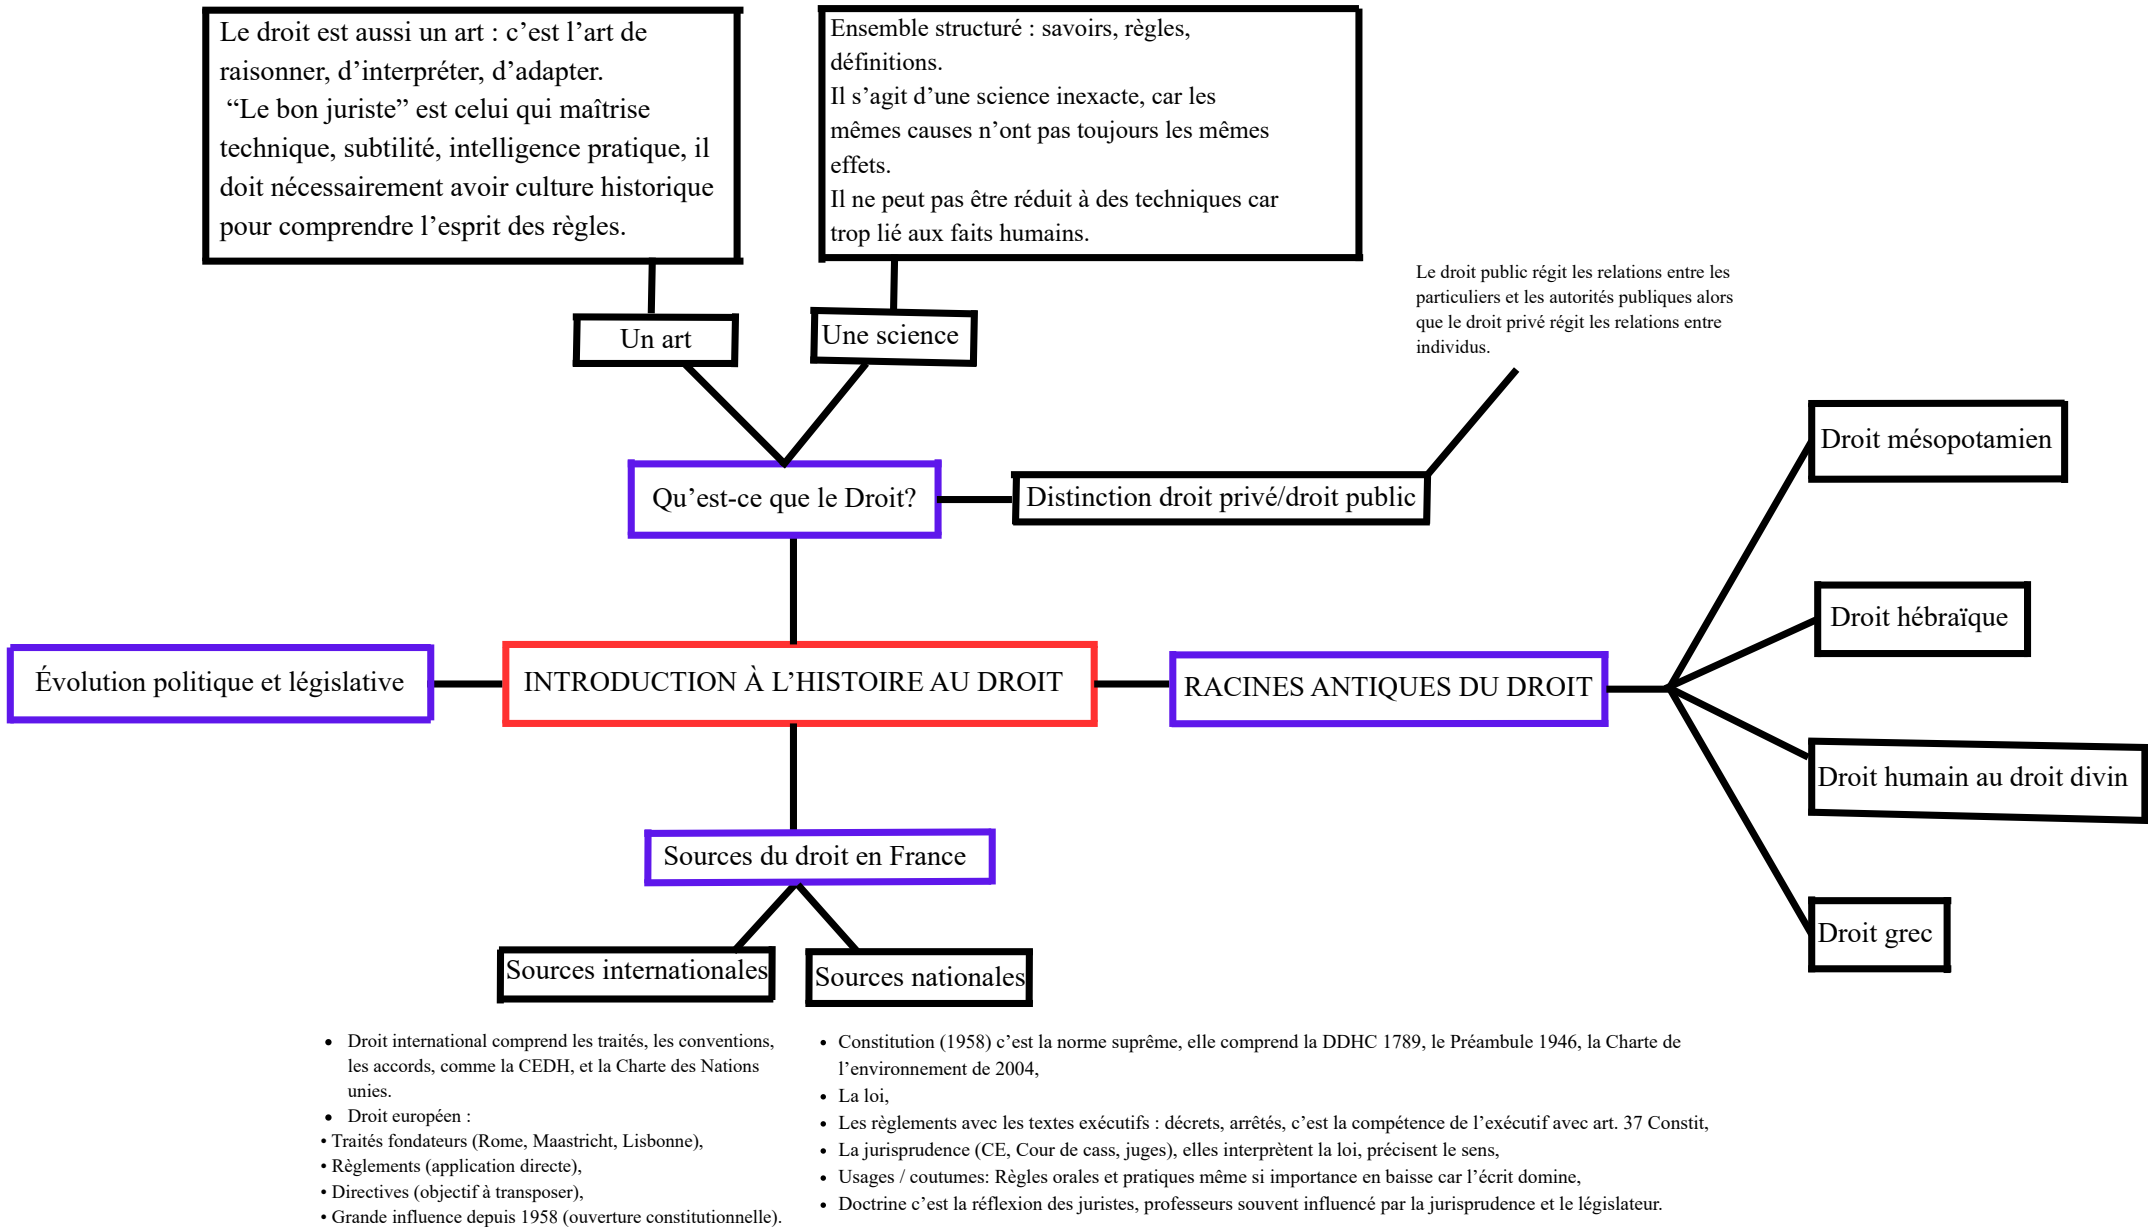 Le droit est aussi un art : c’est l’art de
raisonner, d’interpréter, d’adapter.
“Le bon juriste” est celui qui maîtrise
technique, subtilité, intelligence pratique, il
doit nécessairement avoir culture historique
pour comprendre l’esprit des règles.
Ensemble structuré : savoirs, règles,
définitions.
Il s’agit d’une science inexacte, car les
mêmes causes n’ont pas toujours les mêmes
effets.
Il ne peut pas être réduit à des techniques car
trop lié aux faits humains.
Le droit public régit les relations entre les
particuliers et les autorités publiques alors
que le droit privé régit les relations entre
individus.
Un art
Une science
Qu’est-ce que le Droit?
Distinction droit privé/droit public
Évolution politique et législative
INTRODUCTION À L’HISTOIRE AU DROIT
RACINES ANTIQUES DU DROIT
Droit mésopotamien
Droit hébraïque
Droit humain au droit divin
Droit grec
Sources du droit en France
Sources internationales
Sources nationales
• Droit international comprend les traités, les conventions,
les accords, comme la CEDH, et la Charte des Nations
unies.
• Droit européen :
• Traités fondateurs (Rome, Maastricht, Lisbonne),
• Règlements (application directe),
• Directives (objectif à transposer),
• Grande influence depuis 1958 (ouverture constitutionnelle).
• Constitution (1958) c’est la norme suprême, elle comprend la DDHC 1789, le Préambule 1946, la Charte de
l’environnement de 2004,
• La loi,
• Les règlements avec les textes exécutifs : décrets, arrêtés, c’est la compétence de l’exécutif avec art. 37 Constit,
• La jurisprudence (CE, Cour de cass, juges), elles interprètent la loi, précisent le sens,
• Usages / coutumes: Règles orales et pratiques même si importance en baisse car l’écrit domine,
• Doctrine c’est la réflexion des juristes, professeurs souvent influencé par la jurisprudence et le législateur.